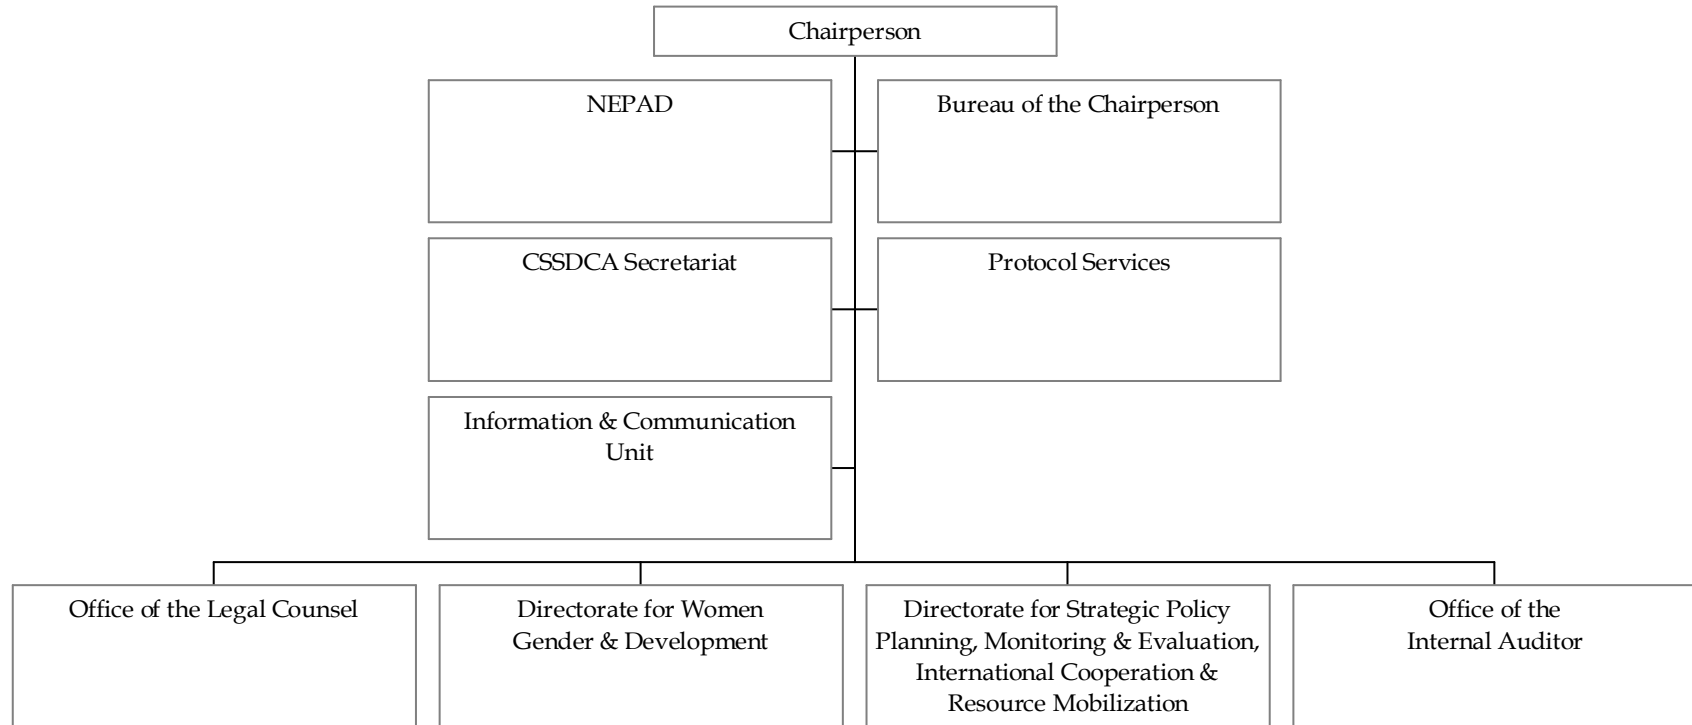 Chairperson
NEPAD
Bureau of the Chairperson
CSSDCA Secretariat
Protocol Services
Information & Communication
Unit
Office of the Legal Counsel
Directorate for Women
Gender & Development
Directorate for Strategic Policy
Planning, Monitoring & Evaluation,
International Cooperation &
Resource Mobilization
Office of the
Internal Auditor